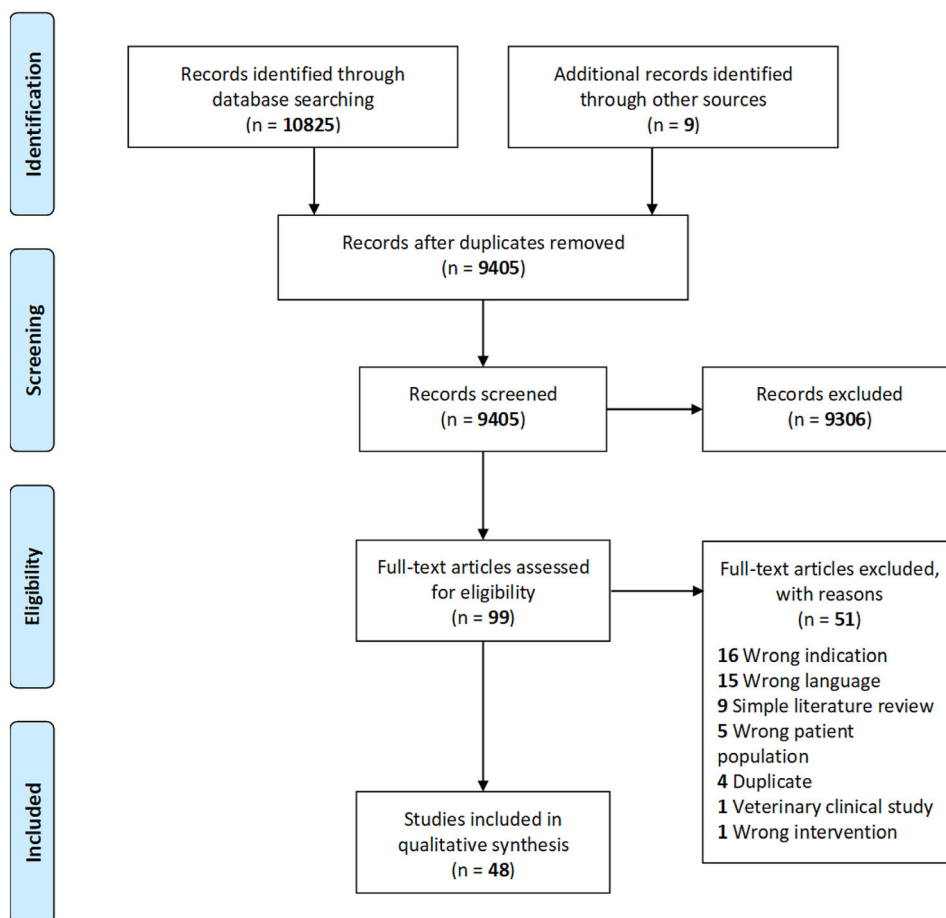 Identification
Records identified through
database searching
(n = 10825)
Additional records identified
through other sources
(n = 9)
Records after duplicates removed
(n = 9405)
Screening
Records screened
(n = 9405)
Records excluded
(n = 9306)
Eligibility
Full-text articles assessed
for eligibility
(n = 99)
Full-text articles excluded,
with reasons
(n = 51)
16 Wrong indication
15 Wrong language
9 Simple literature review
5 Wrong patient
population
4 Duplicate
1 Veterinary clinical study
1 Wrong intervention
Included
Studies included in
qualitative synthesis
(n = 48)